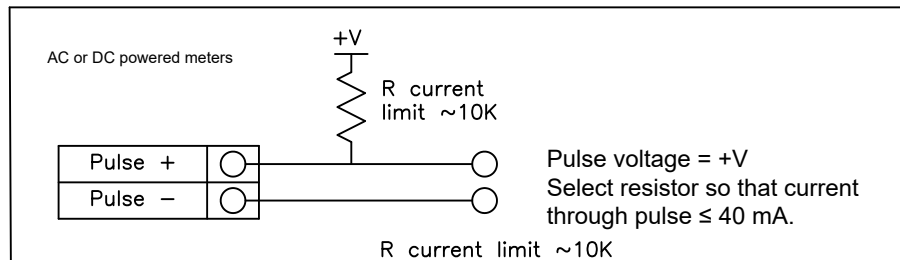 +V
AC or DC powered meters
R current
limit ~10K
Pulse +
Pulse −
Pulse voltage = +V
Select resistor so that current
through pulse ≤ 40 mA.
R current limit ~10K